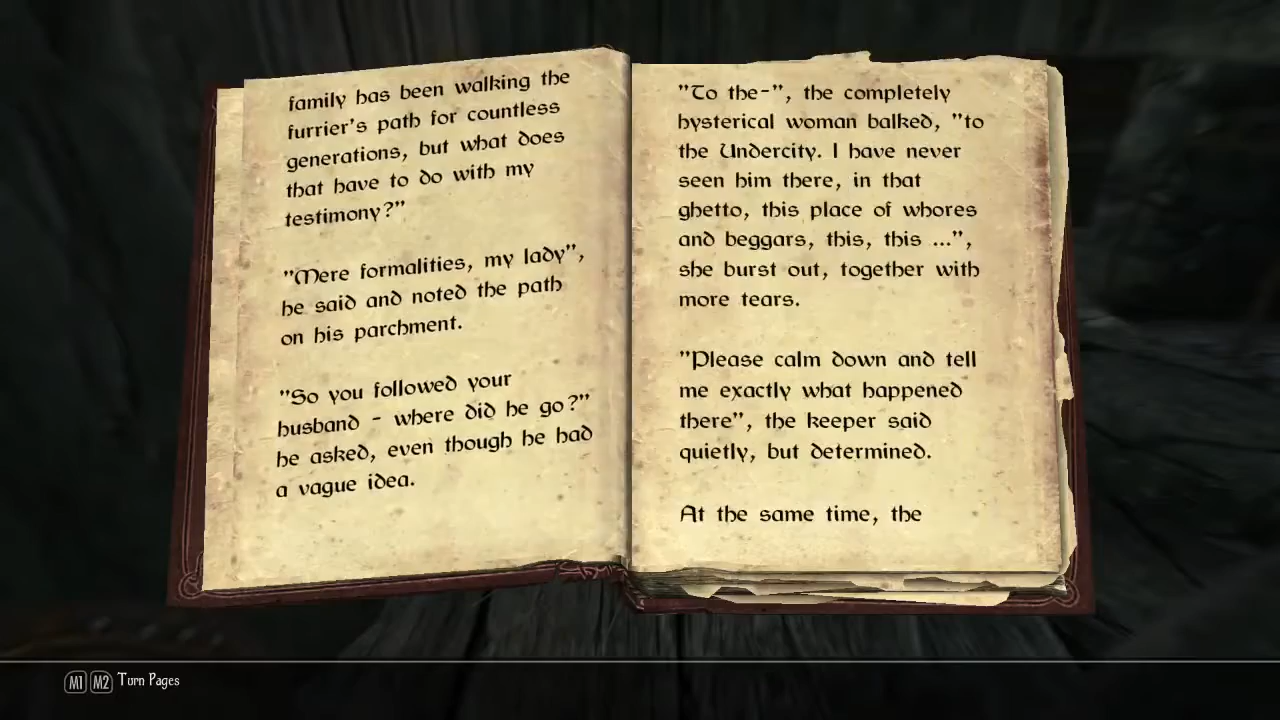 family has been walking the
furrier's path for countless
generations, but what does
that have to do with my
testimony?"
"Mere formalities, my lady",
he said and noted the path
on his parchment.
"So you followed your
husband - where did he go?"
he asked, even though he had
a vague idea.
"To the-", the completely
hysterical woman balked, "to
the Undercity. I have never
seen him there, in that
ghetto, this place of whores
and beggars, this, this ...",
she burst out, together with
more tears.
"Please calm down and tell
me exactly what happened
there", the keeper said
quietly, but determined.
At the same time, the
M1 M2 Turn Pages